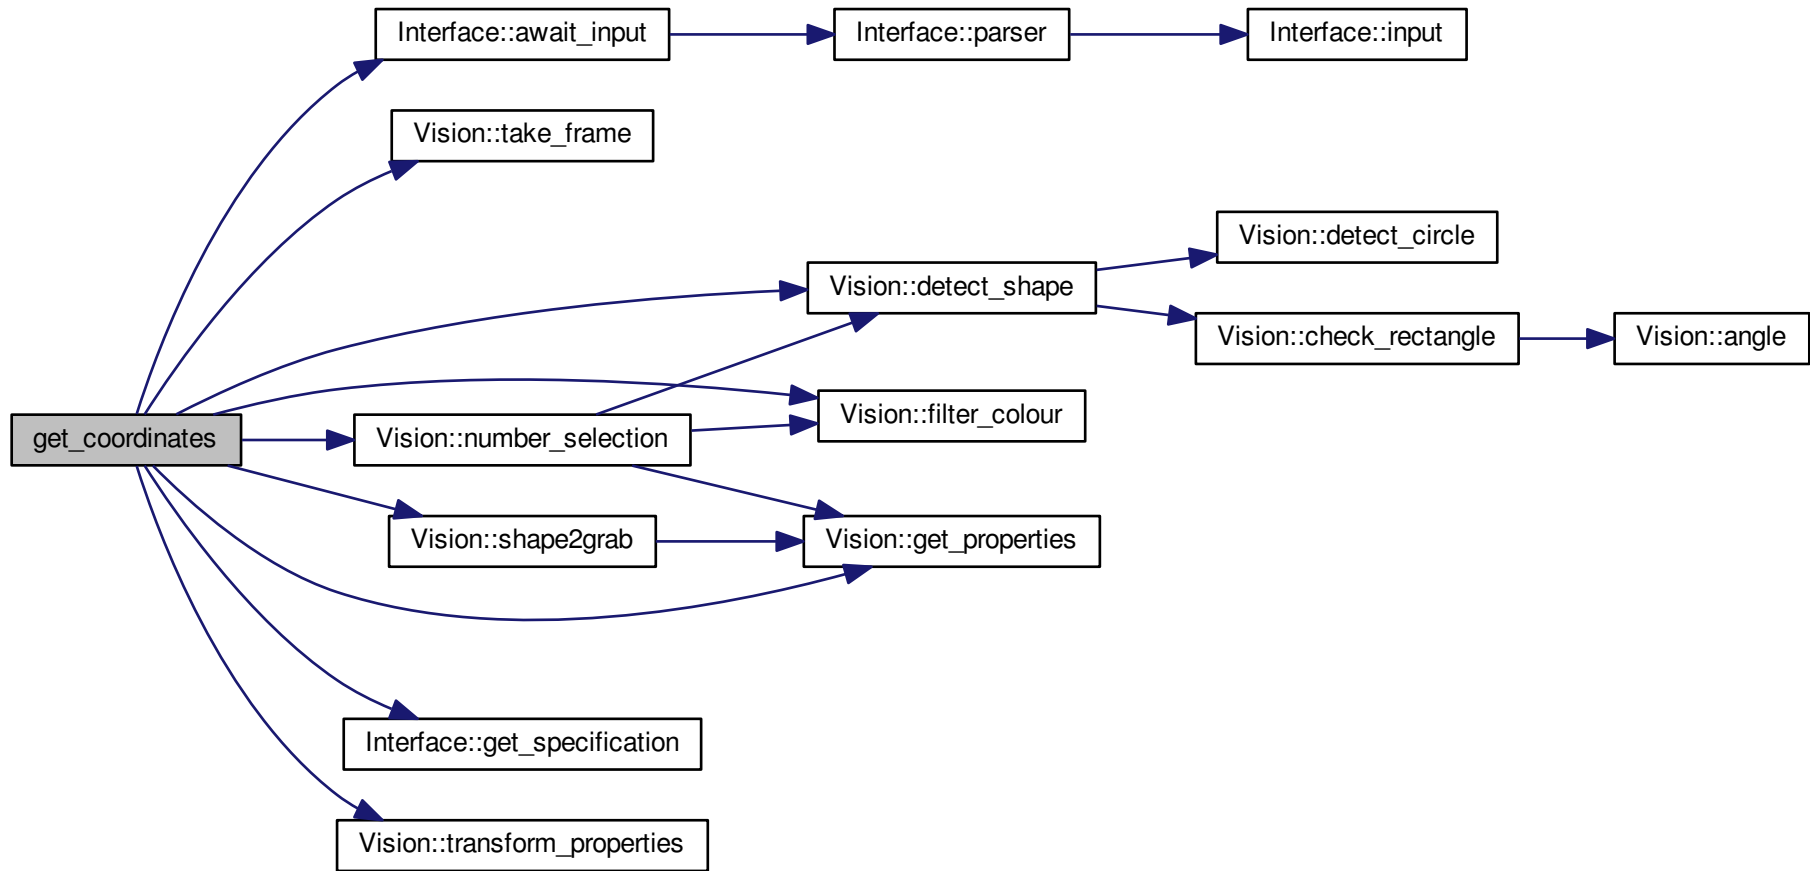 Interface::await_input
Interface::parser
Interface::input
Vision::take_frame
Vision::detect_circle
Vision::detect_shape
Vision::check_rectangle
Vision::angle
Vision::filter_colour
get_coordinates
Vision::number_selection
Vision::shape2grab
Vision::get_properties
Interface::get_specification
Vision::transform_properties